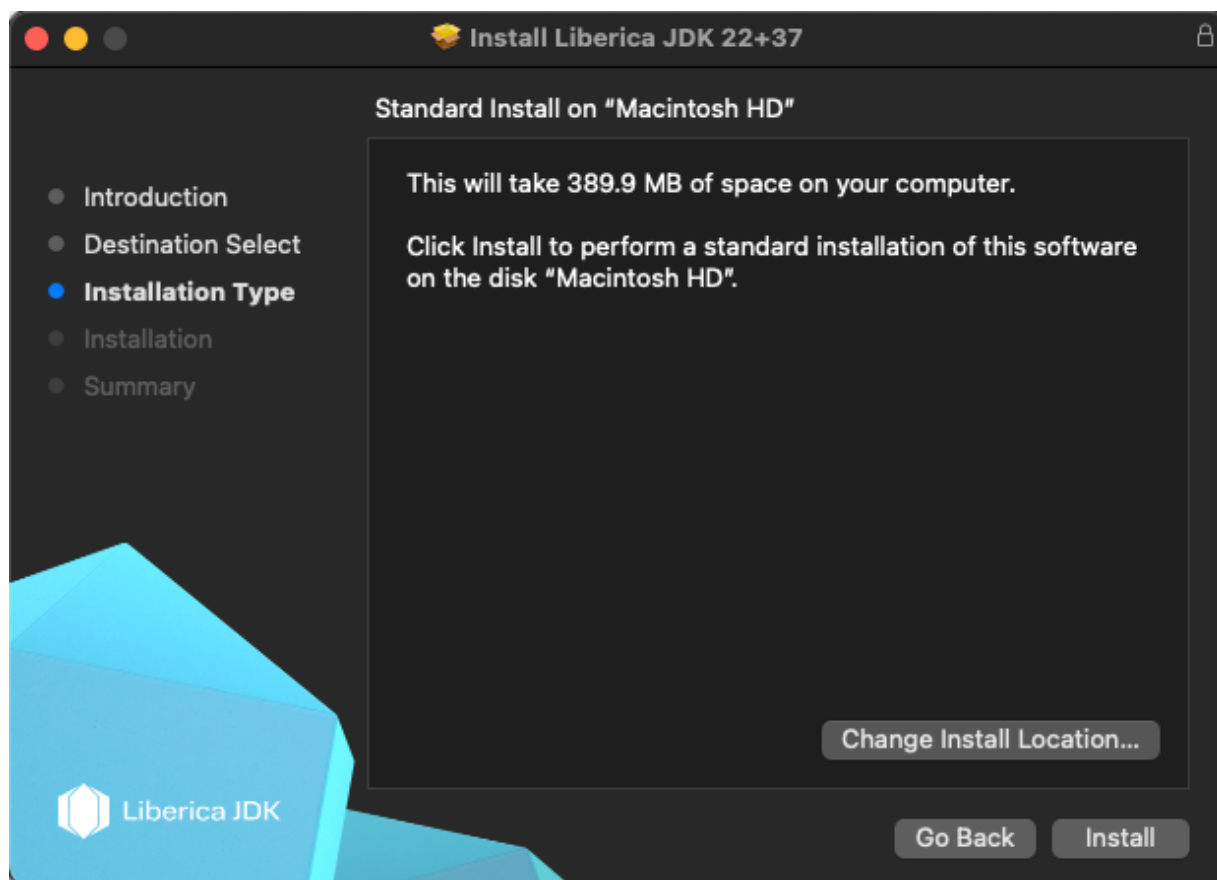 Install Liberica JDK 22+37
Standard Install on “Macintosh HD”
Introduction
Destination Select
Installation Type
Installation
Summary
This will take 389.9 MB of space on your computer.
Click Install to perform a standard installation of this software
on the disk “Macintosh HD”.
Change Install Location...
Liberica JDK
Go Back
Install